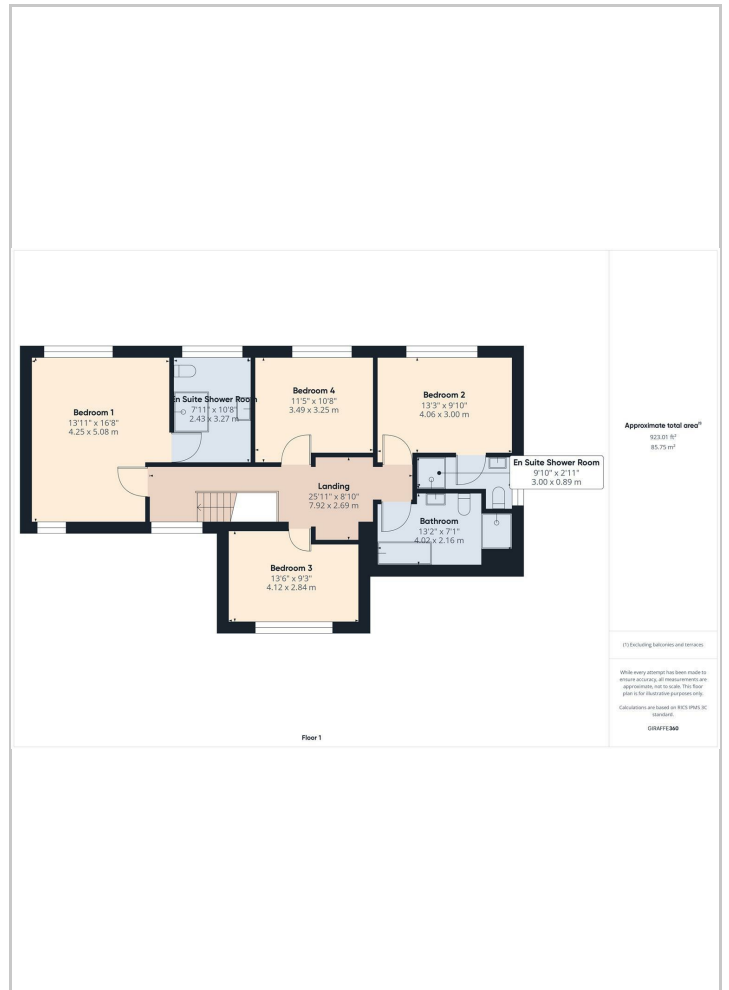 Bedroom 1
13'11" x 16'8"
4.25 x 5.08 m
En Suite Shower Room
7'11" x 10'8"
2.43 x 3.27 m
Bedroom 4
11'5" x 10'8"
3.49 x 3.25 m
Bedroom 2
13'3" x 9'10"
4.06 x 3.00 m
En Suite Shower Room
9'10" x 2'11"
3.00 x 0.89 m
Landing
25'11" x 8'10"
7.92 x 2.69 m
Bathroom
13'2" x 7'1"
4.02 x 2.16 m
Bedroom 3
13'6" x 9'3"
4.12 x 2.84 m
Floor 1
Approximate total area⁽¹⁾
923.01 ft²
85.75 m²
(1) Excluding balconies and terraces
While every attempt has been made to
ensure accuracy, all measurements are
approximate, not to scale. This floor
plan is for illustrative purposes only.
Calculations are based on RICS IPMS 3C
standard.
GIRAFFE360